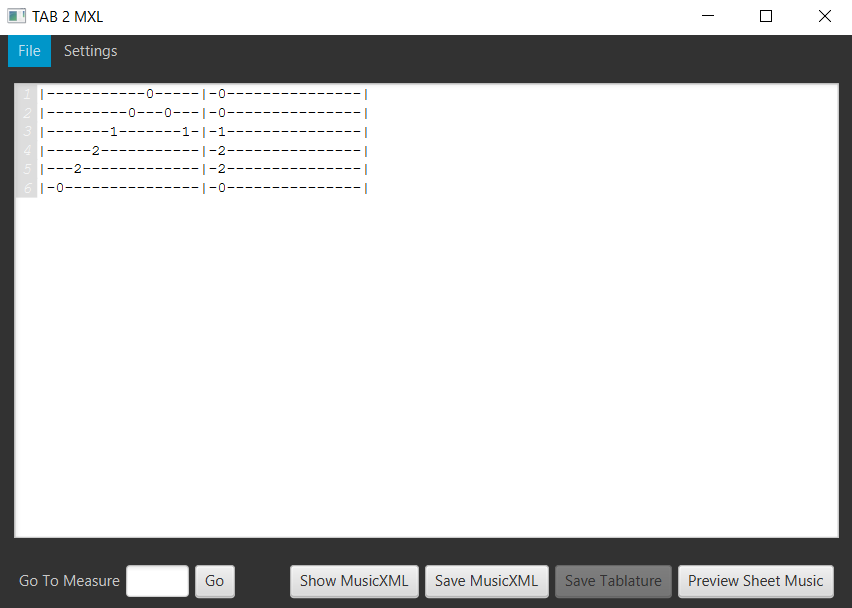 TAB 2 MXL
File Settings
1 |-----------0-----|-0---------------|
2 |---------0---0---|-0---------------|
3 |-------1-------1-|-1---------------|
4 |-----2-----------|-2---------------|
5 |---2-------------|-2---------------|
6 |-0---------------|-0---------------|
Go To Measure Go Show MusicXML Save MusicXML Save Tablature Preview Sheet Music